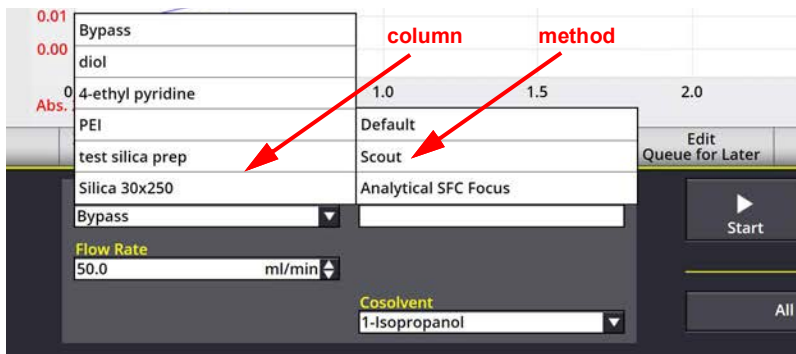 0.01
Bypass
column method
0.00
diol
0 4-ethyl pyridine 1.0 1.5 2.0
Abs.
PEI Default
Edit
test silica prep Scout Queue for Later
Silica 30x250 Analytical SFC Focus
Bypass
Start
Flow Rate
50.0 ml/min
Cosolvent
1-Isopropanol
All